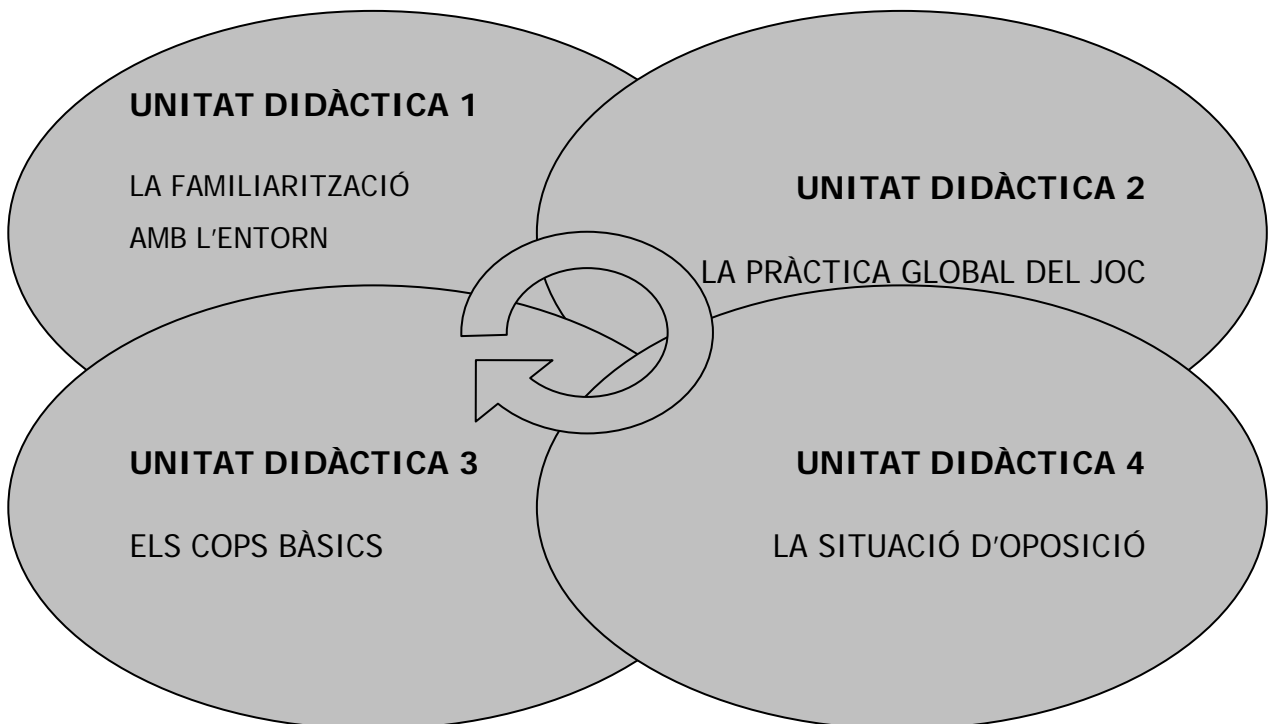 UNITAT DIDÀCTICA 1
LA FAMILIARITZACIÓ
AMB L'ENTORN
UNITAT DIDÀCTICA 2
LA PRÀCTICA GLOBAL DEL JOC
UNITAT DIDÀCTICA 3
ELS COPS BÀSICS
UNITAT DIDÀCTICA 4
LA SITUACIÓ D'OPOSICIÓ